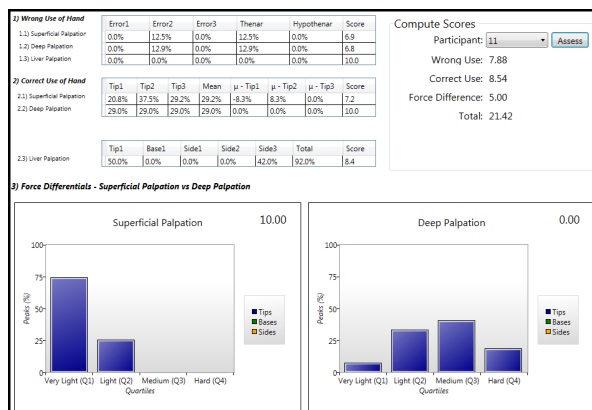 1) Wrong Use of Hand
Error1 Error2 Error3 Thenar Hypothenar Score
1.1) Superficial Palpation 0.0% 12.5% 0.0% 12.5% 0.0% 6.9
1.2) Deep Palpation 0.0% 12.9% 0.0% 12.9% 0.0% 6.8
1.3) Liver Palpation 0.0% 0.0% 0.0% 0.0% 0.0% 10.0
2) Correct Use of Hand
Tip1 Tip2 Tip3 Mean μ - Tip1 μ - Tip2 μ - Tip3 Score
2.1) Superficial Palpation 20.8% 37.5% 29.2% 29.2% -8.3% 8.3% 0.0% 7.2
2.2) Deep Palpation 29.0% 29.0% 29.0% 29.0% 0.0% 0.0% 0.0% 10.0
Tip1 Base1 Side1 Side2 Side3 Total Score
2.3) Liver Palpation 50.0% 0.0% 0.0% 0.0% 42.0% 92.0% 8.4
Compute Scores
Participant: 11 Assess
Wrong Use: 7.88
Correct Use: 8.54
Force Difference: 5.00
Total: 21.42
3) Force Differentials - Superficial Palpation vs Deep Palpation
Superficial Palpation 10.00
100
75
50
25
0
Peaks (%)
Very Light (Q1) Light (Q2) Medium (Q3) Hard (Q4)
Quartiles
Tips
Bases
Sides
Deep Palpation 0.00
100
75
50
25
0
Peaks (%)
Very Light (Q1) Light (Q2) Medium (Q3) Hard (Q4)
Quartiles
Tips
Bases
Sides